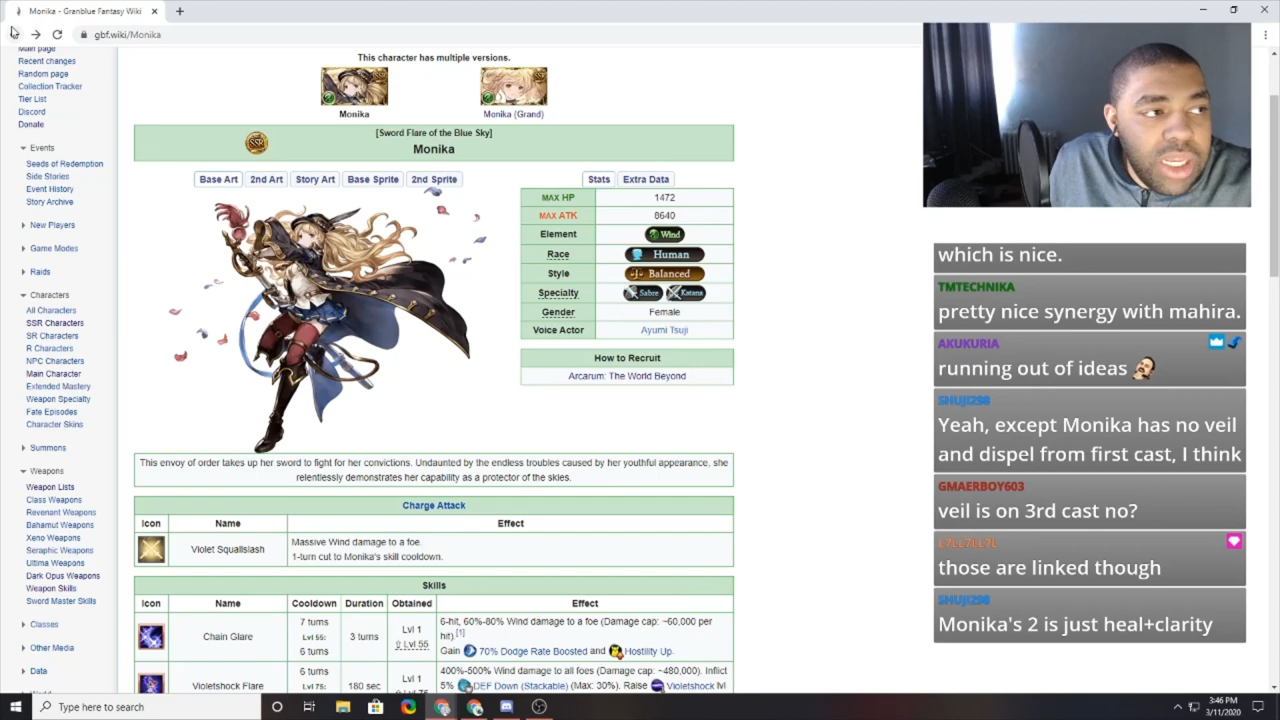 Monika - Granblue Fantasy Wiki
gbf.wiki/Monika
Main page
Recent changes
Random page
Collection Tracker
Tier List
Discord
Donate
Events
Seeds of Redemption
Side Stories
Event History
Story Archive
New Players
Game Modes
Raids
Characters
All Characters
SSR Characters
SR Characters
R Characters
NPC Characters
Main Character
Extended Mastery
Weapon Specialty
Fate Episodes
Character Skins
Summons
Weapons
Weapon Lists
Class Weapons
Revenant Weapons
Bahamut Weapons
Xeno Weapons
Seraphic Weapons
Ultima Weapons
Dark Opus Weapons
Weapon Skills
Sword Master Skills
Classes
Other Media
Data
This character has multiple versions.
Monika
Monika (Grand)
SSR
[Sword Flare of the Blue Sky]
Monika
Base Art
2nd Art
Story Art
Base Sprite
2nd Sprite
Stats
Extra Data
MAX HP 1472
MAX ATK 8640
Element Wind
Race Human
Style Balanced
Specialty Sabre Katana
Gender Female
Voice Actor Ayumi Tsuji
How to Recruit
Arcarum: The World Beyond
This envoy of order takes up her sword to fight for her convictions. Undaunted by the endless troubles caused by her youthful appearance, she
relentlessly demonstrates her capability as a protector of the skies.
Charge Attack
Icon Name Effect
Violet Squallslash
Massive Wind damage to a foe.
1-turn cut to Monika's skill cooldown.
Skills
Icon Name Cooldown Duration Obtained Effect
Chain Glare
7 turns
Lvl 55:
6 turns
3 turns
Lvl 1
Lvl 55
6-hit, 60%-80% Wind damage to a foe (Damage cap: ~60,000 per
hit).[1]
Gain 70% Dodge Rate Boosted and Hostility Up.
Violetshock Flare
6 turns
Lvl 75:
180 sec
Lvl 1
400%-500% Wind damage to all foes (Damage cap: ~480,000). Inflict
5% DEF Down (Stackable) (Max: 30%). Raise Violetshock lvl
which is nice.
TMTECHNIKA
pretty nice synergy with mahira.
AKUKURIA
running out of ideas
SHUJI298
Yeah, except Monika has no veil
and dispel from first cast, I think
GMAERBOY603
veil is on 3rd cast no?
L7LL7LL7L
those are linked though
SHUJI298
Monika's 2 is just heal+clarity
Type here to search
3:46 PM
3/11/2020